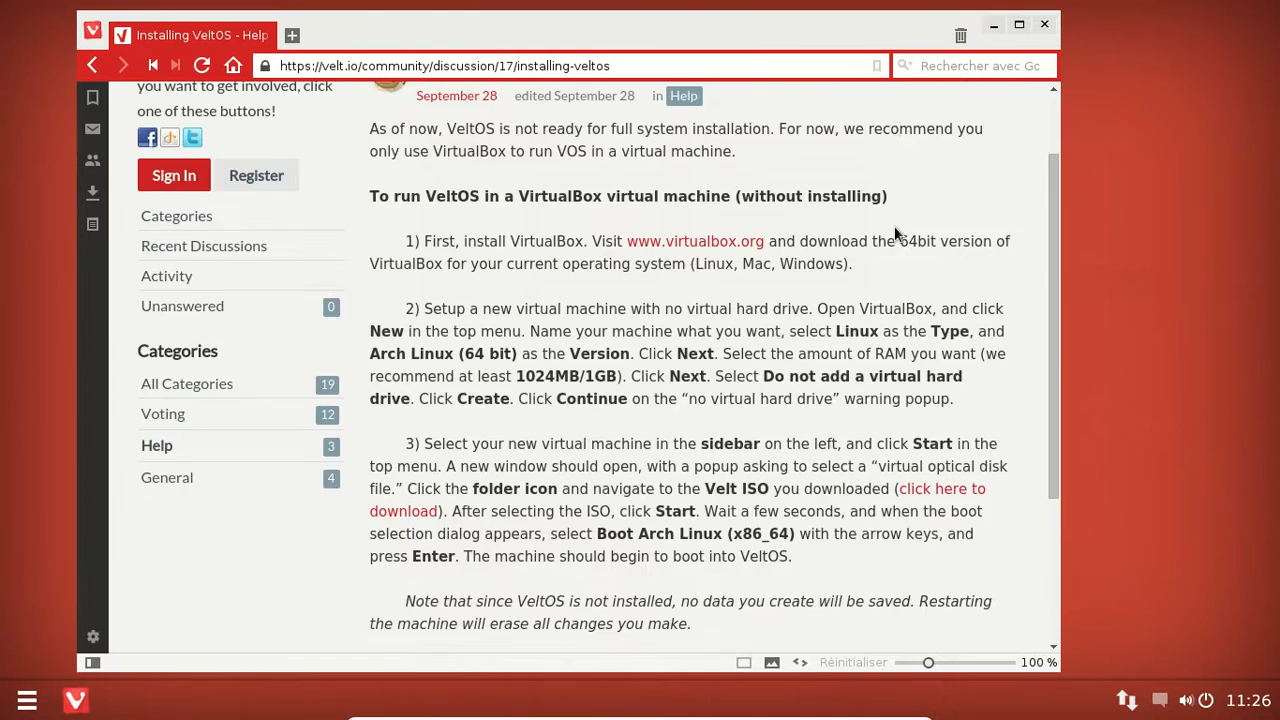 Installing VeltOS - Help
https://velt.io/community/discussion/17/installing-veltos
Rechercher avec Gc
you want to get involved, click
one of these buttons!
Sign In
Register
Categories
Recent Discussions
Activity
Unanswered 0
Categories
All Categories 19
Voting 12
Help 3
General 4
September 28 edited September 28 in Help
As of now, VeltOS is not ready for full system installation. For now, we recommend you
only use VirtualBox to run VOS in a virtual machine.
To run VeltOS in a VirtualBox virtual machine (without installing)
1) First, install VirtualBox. Visit www.virtualbox.org and download the 64bit version of
VirtualBox for your current operating system (Linux, Mac, Windows).
2) Setup a new virtual machine with no virtual hard drive. Open VirtualBox, and click
New in the top menu. Name your machine what you want, select Linux as the Type, and
Arch Linux (64 bit) as the Version. Click Next. Select the amount of RAM you want (we
recommend at least 1024MB/1GB). Click Next. Select Do not add a virtual hard
drive. Click Create. Click Continue on the “no virtual hard drive” warning popup.
3) Select your new virtual machine in the sidebar on the left, and click Start in the
top menu. A new window should open, with a popup asking to select a “virtual optical disk
file.” Click the folder icon and navigate to the Velt ISO you downloaded (click here to
download). After selecting the ISO, click Start. Wait a few seconds, and when the boot
selection dialog appears, select Boot Arch Linux (x86_64) with the arrow keys, and
press Enter. The machine should begin to boot into VeltOS.
Note that since VeltOS is not installed, no data you create will be saved. Restarting
the machine will erase all changes you make.
Réinitialiser
100 %
11:26